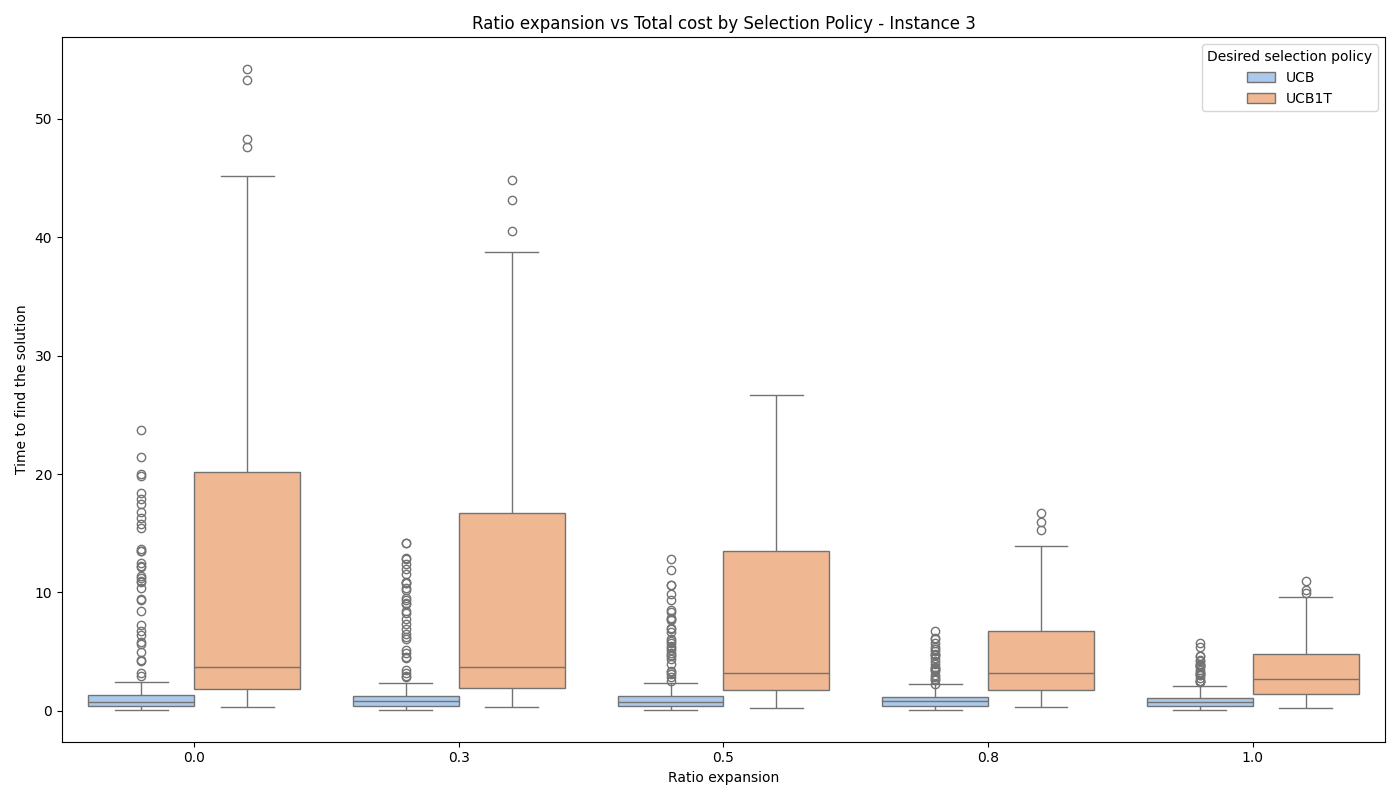 Ratio expansion vs Total cost by Selection Policy - Instance 3
Desired selection policy
UCB
UCB1T
Time to find the solution
50
40
30
20
10
0
0.0
0.3
0.5
0.8
1.0
Ratio expansion